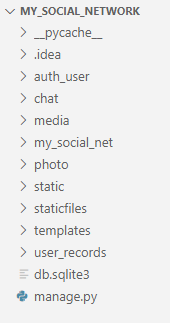 MY_SOCIAL_NETWORK
__pycache__
.idea
auth_user
chat
media
my_social_net
photo
static
staticfiles
templates
user_records
db.sqlite3
manage.py